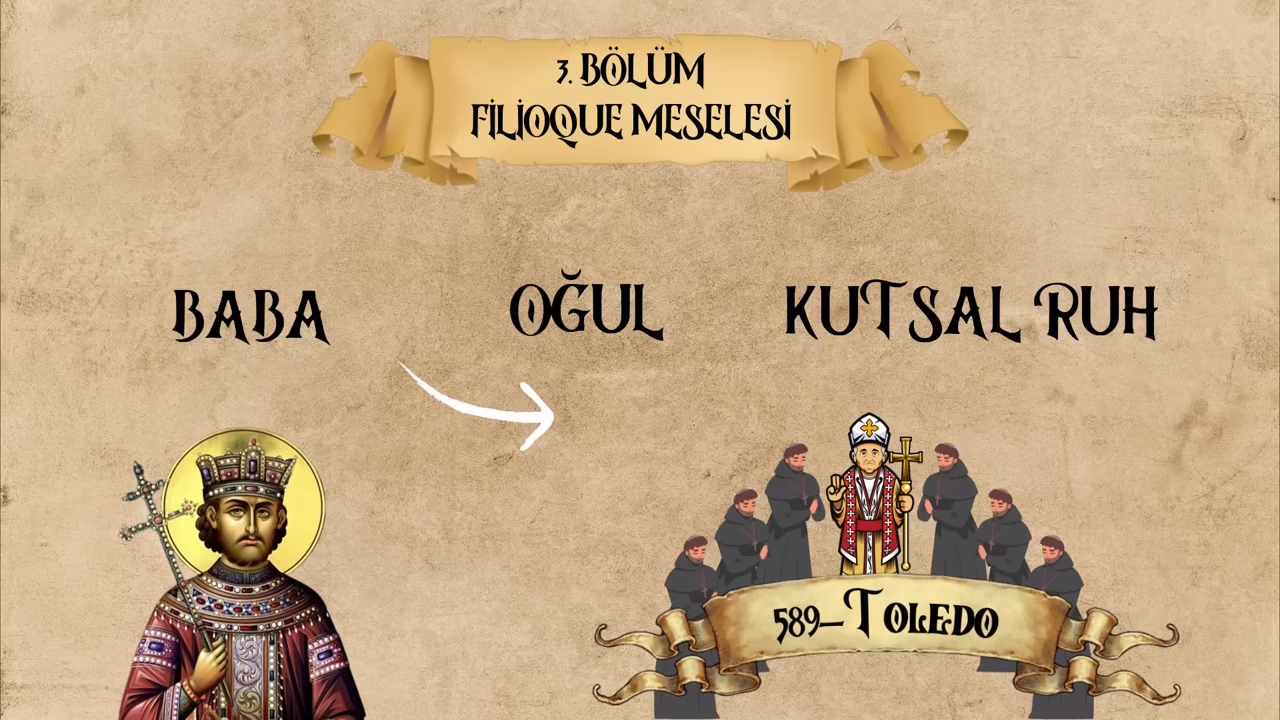 3. BÖLÜM
FİLİOQUE MESELESİ
BABA
OĞUL
KUTSAL RUH
589-TOLEDO